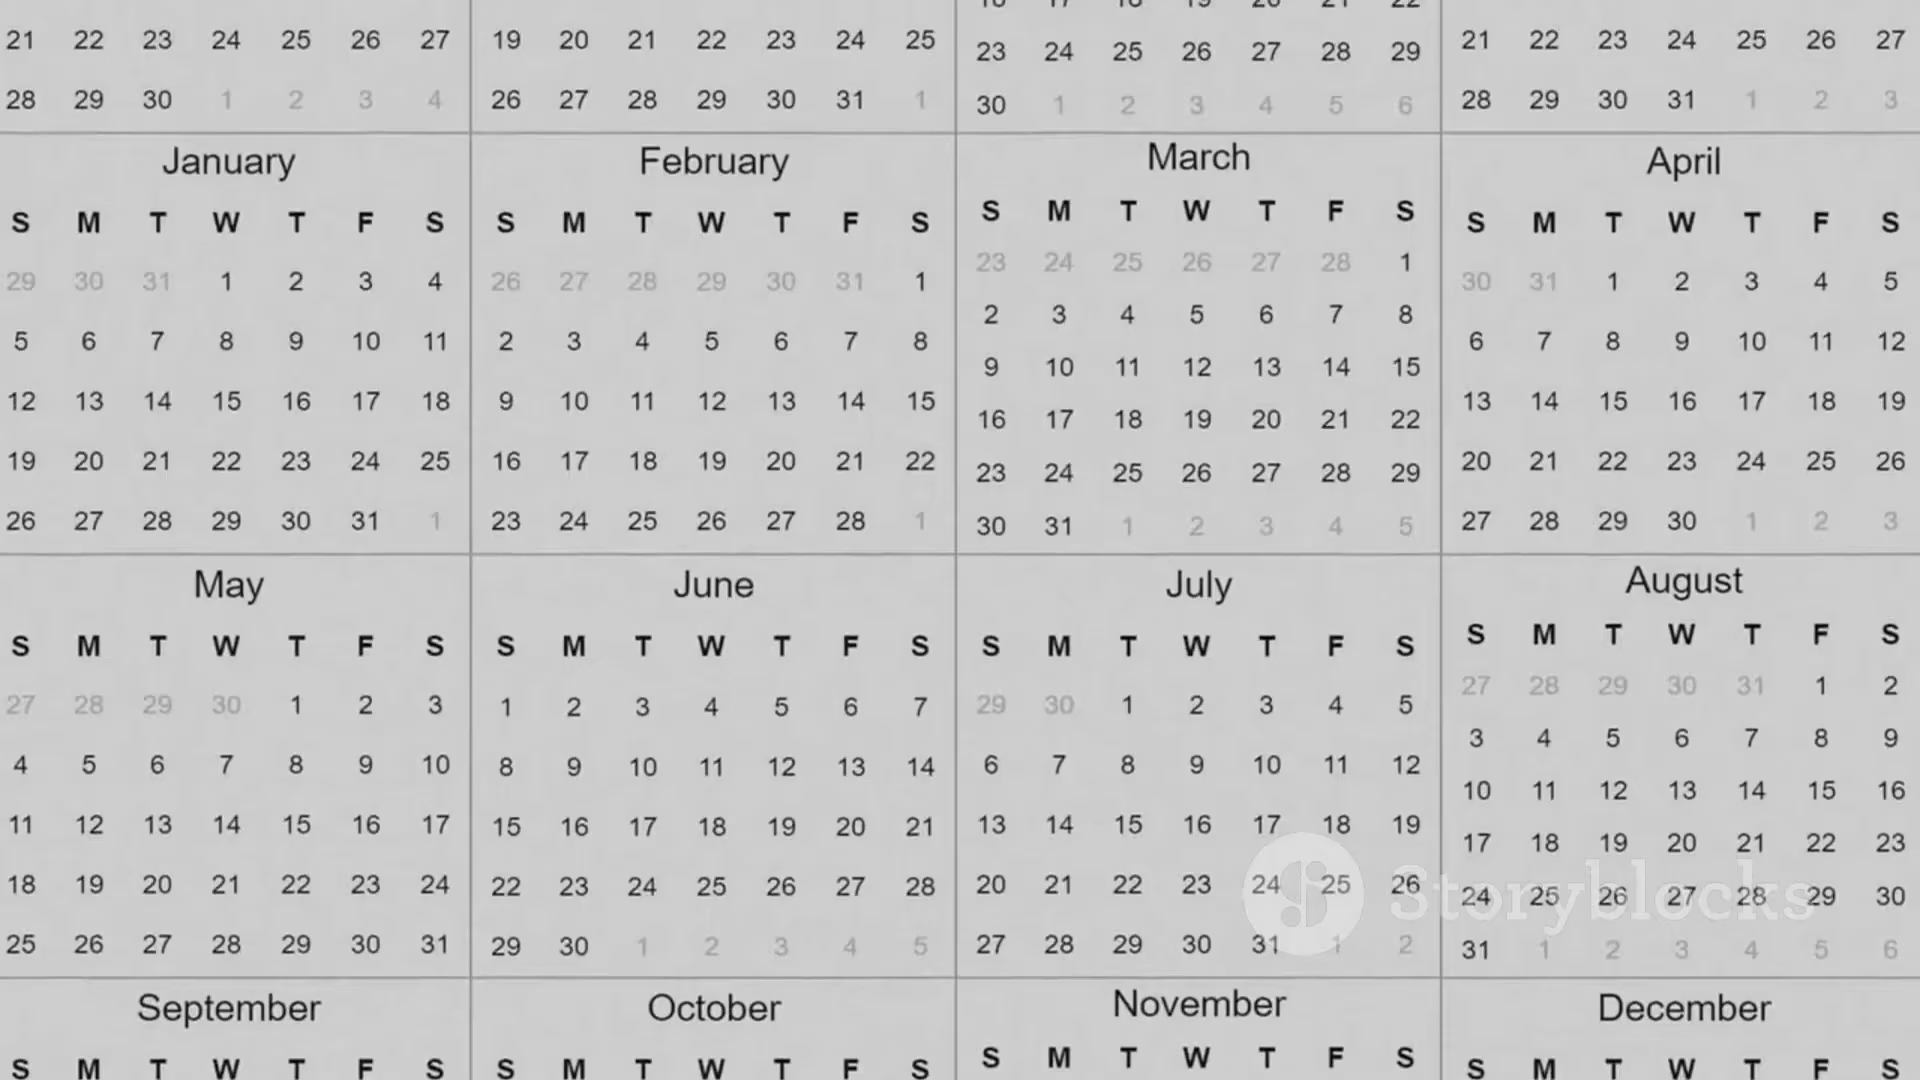 21 22 23 24 25 26 27
28 29 30 1 2 3 4
19 20 21 22 23 24 25
26 27 28 29 30 31 1
16 17 18 19 20 21 22
23 24 25 26 27 28 29
30 1 2 3 4 5 6
21 22 23 24 25 26 27
28 29 30 31 1 2 3
January
S M T W T F S
29 30 31 1 2 3 4
5 6 7 8 9 10 11
12 13 14 15 16 17 18
19 20 21 22 23 24 25
26 27 28 29 30 31 1
February
S M T W T F S
26 27 28 29 30 31 1
2 3 4 5 6 7 8
9 10 11 12 13 14 15
16 17 18 19 20 21 22
23 24 25 26 27 28 1
March
S M T W T F S
23 24 25 26 27 28 1
2 3 4 5 6 7 8
9 10 11 12 13 14 15
16 17 18 19 20 21 22
23 24 25 26 27 28 29
30 31 1 2 3 4 5
April
S M T W T F S
30 31 1 2 3 4 5
6 7 8 9 10 11 12
13 14 15 16 17 18 19
20 21 22 23 24 25 26
27 28 29 30 1 2 3
May
S M T W T F S
27 28 29 30 1 2 3
4 5 6 7 8 9 10
11 12 13 14 15 16 17
18 19 20 21 22 23 24
25 26 27 28 29 30 31
June
S M T W T F S
1 2 3 4 5 6 7
8 9 10 11 12 13 14
15 16 17 18 19 20 21
22 23 24 25 26 27 28
29 30 1 2 3 4 5
July
S M T W T F S
29 30 1 2 3 4 5
6 7 8 9 10 11 12
13 14 15 16 17 18 19
20 21 22 23 24 25 26
27 28 29 30 31 1 2
August
S M T W T F S
27 28 29 30 31 1 2
3 4 5 6 7 8 9
10 11 12 13 14 15 16
17 18 19 20 21 22 23
24 25 26 27 28 29 30
31 1 2 3 4 5 6
Storyblocks
September
S M T W T F S
October
S M T W T F S
November
S M T W T F S
December
S M T W T F S